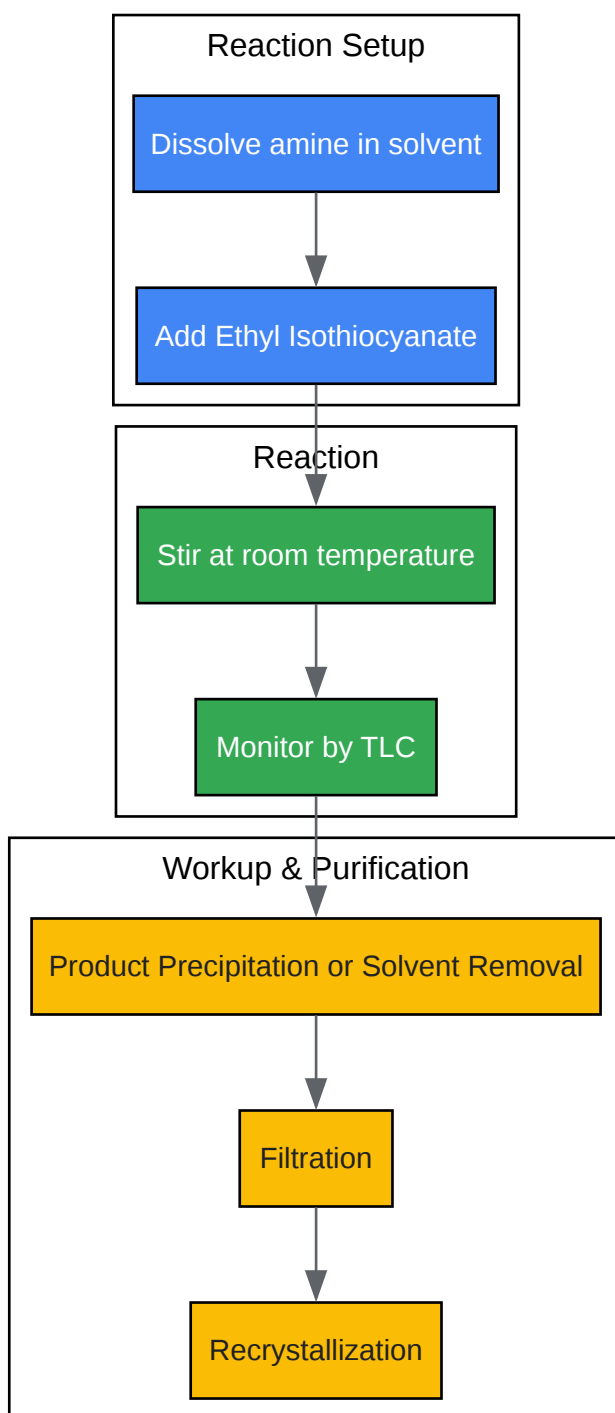 Reaction Setup
Dissolve amine in solvent
Add Ethyl Isothiocyanate
Reaction
Stir at room temperature
Monitor by TLC
Workup & Purification
Product Precipitation or Solvent Removal
Filtration
Recrystallization